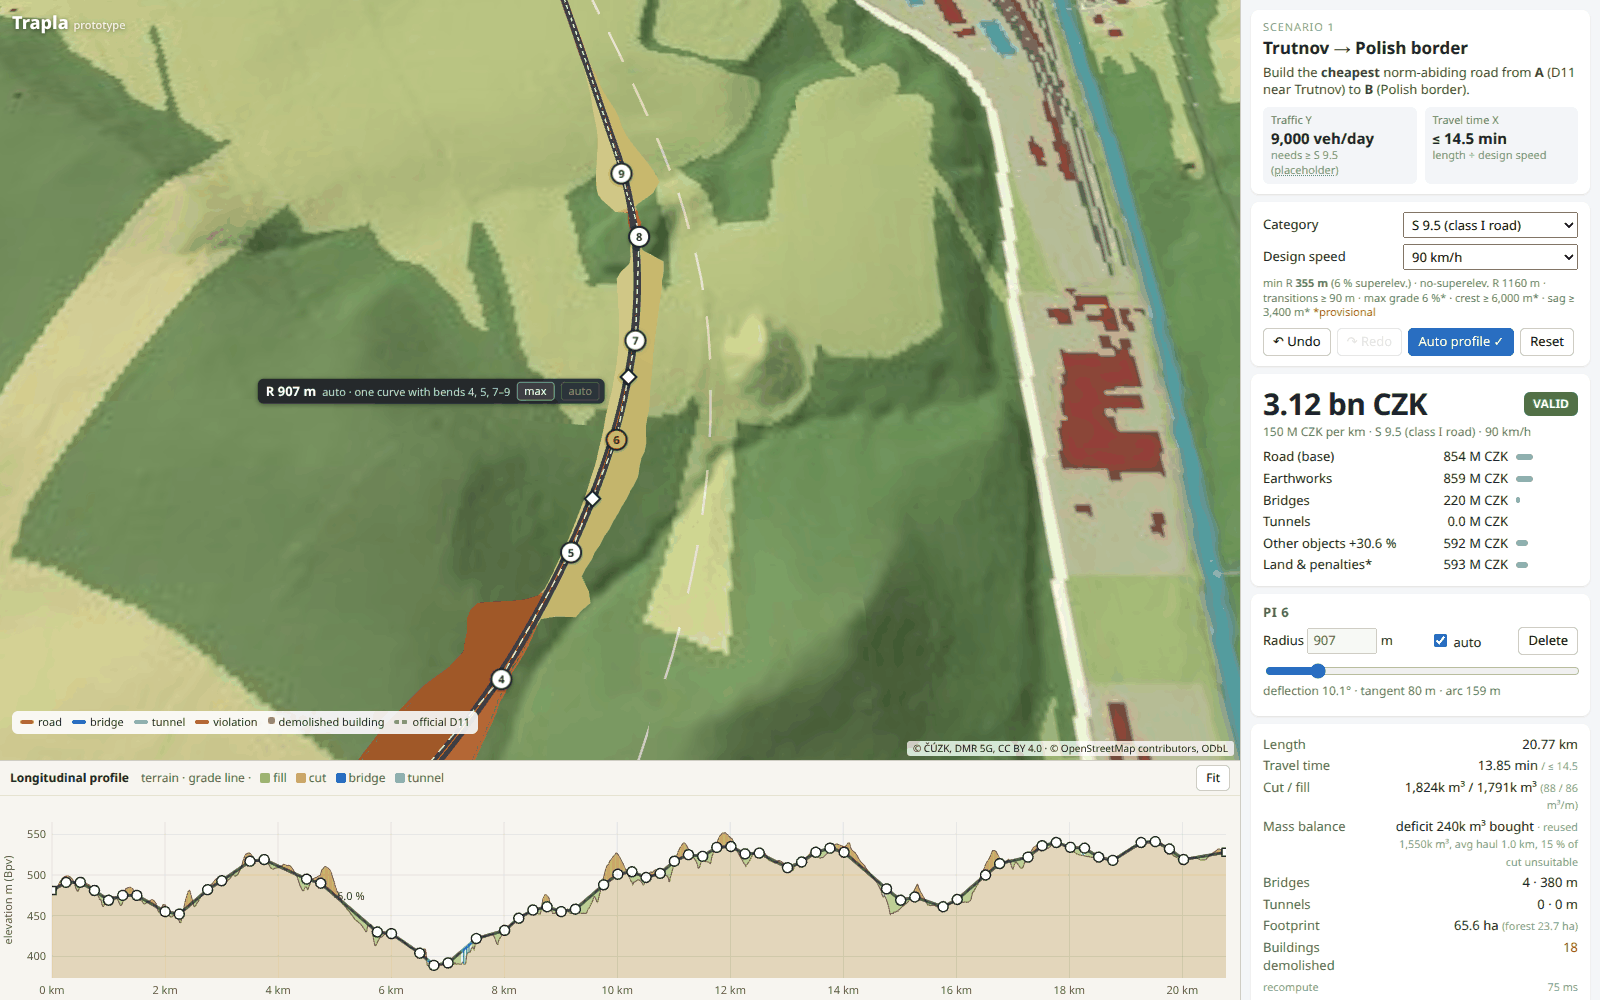 Trapla prototype
9
8
7
R 907 m auto · one curve with bends 4, 5, 7–9 max auto
6
5
4
road bridge tunnel violation demolished building official D11
© ČÚZK, DMR 5G, CC BY 4.0 · © OpenStreetMap contributors, ODbL
Longitudinal profile terrain · grade line · fill cut bridge tunnel Fit
elevation m (Bpv)
550
500
450
400
5.0 %
0 km 2 km 4 km 6 km 8 km 10 km 12 km 14 km 16 km 18 km 20 km
SCENARIO 1
Trutnov → Polish border
Build the cheapest norm-abiding road from A (D11
near Trutnov) to B (Polish border).
Traffic Y
9,000 veh/day
needs ≥ S 9.5
(placeholder)
Travel time X
≤ 14.5 min
length ÷ design speed
Category S 9.5 (class I road)
Design speed 90 km/h
min R 355 m (6 % superelev.) · no-superelev. R 1160 m ·
transitions ≥ 90 m · max grade 6 %* · crest ≥ 6,000 m* · sag ≥
3,400 m* *provisional
↶ Undo ↷ Redo Auto profile ✓ Reset
3.12 bn CZK VALID
150 M CZK per km · S 9.5 (class I road) · 90 km/h
Road (base) 854 M CZK
Earthworks 859 M CZK
Bridges 220 M CZK
Tunnels 0.0 M CZK
Other objects +30.6 % 592 M CZK
Land & penalties* 593 M CZK
PI 6
Radius 907 m auto Delete
deflection 10.1° · tangent 80 m · arc 159 m
Length 20.77 km
Travel time 13.85 min / ≤ 14.5
Cut / fill 1,824k m³ / 1,791k m³ (88 / 86
m³/m)
Mass balance deficit 240k m³ bought · reused
1,550k m³, avg haul 1.0 km, 15 % of
cut unsuitable
Bridges 4 · 380 m
Tunnels 0 · 0 m
Footprint 65.6 ha (forest 23.7 ha)
Buildings 18
demolished
recompute 75 ms